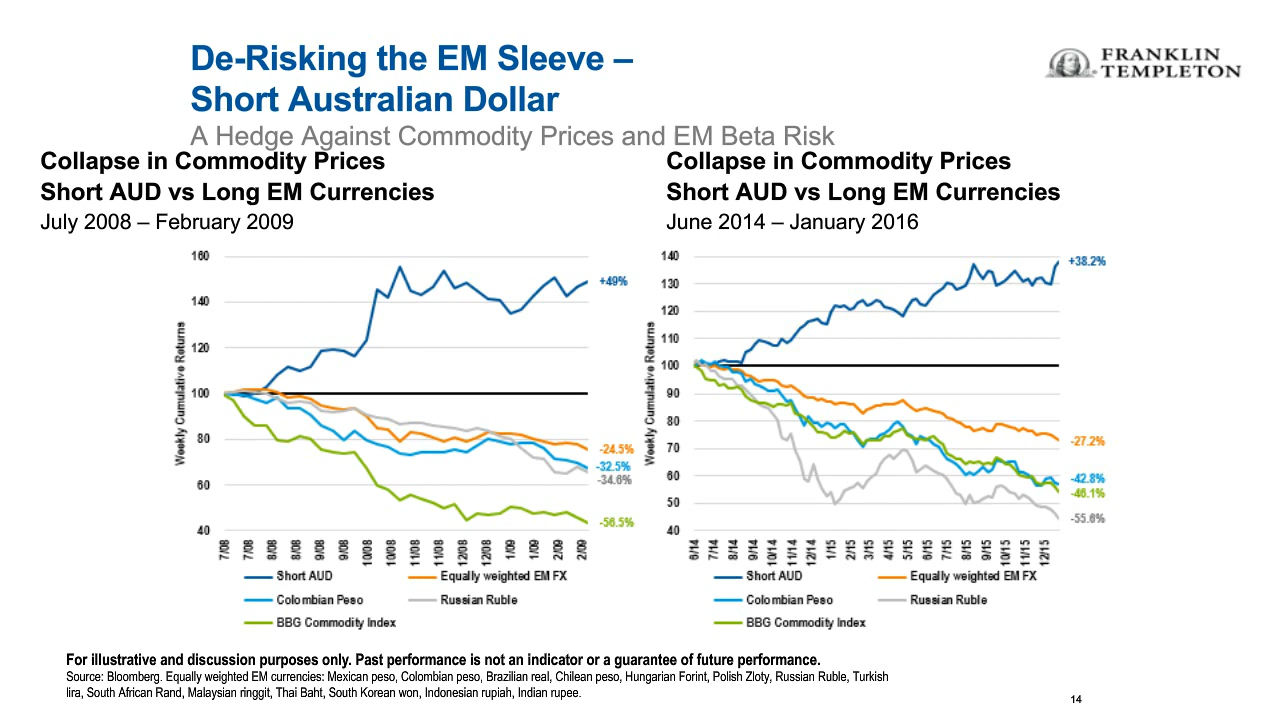 De-Risking the EM Sleeve –
Short Australian Dollar
A Hedge Against Commodity Prices and EM Beta Risk
FRANKLIN
TEMPLETON
Collapse in Commodity Prices
Short AUD vs Long EM Currencies
July 2008 – February 2009
160
140
120
100
80
60
40
Weekly Cumulative Returns
+49%
-24.5%
-32.5%
-34.6%
-56.5%
7/08
7/08
8/08
8/08
9/08
9/08
10/08
10/08
11/08
11/08
12/08
12/08
1/09
1/09
2/09
2/09
Short AUD
Equally weighted EM FX
Colombian Peso
Russian Ruble
BBG Commodity Index
Collapse in Commodity Prices
Short AUD vs Long EM Currencies
June 2014 – January 2016
140
130
120
110
100
90
80
70
60
50
40
Weekly Cumulative Returns
+38.2%
-27.2%
-42.8%
-46.1%
-55.6%
6/14
7/14
8/14
9/14
10/14
11/14
12/14
1/15
2/15
3/15
4/15
5/15
6/15
7/15
8/15
9/15
10/15
11/15
12/15
Short AUD
Equally weighted EM FX
Colombian Peso
Russian Ruble
BBG Commodity Index
For illustrative and discussion purposes only. Past performance is not an indicator or a guarantee of future performance.
Source: Bloomberg. Equally weighted EM currencies: Mexican peso, Colombian peso, Brazilian real, Chilean peso, Hungarian Forint, Polish Zloty, Russian Ruble, Turkish
lira, South African Rand, Malaysian ringgit, Thai Baht, South Korean won, Indonesian rupiah, Indian rupee.
14